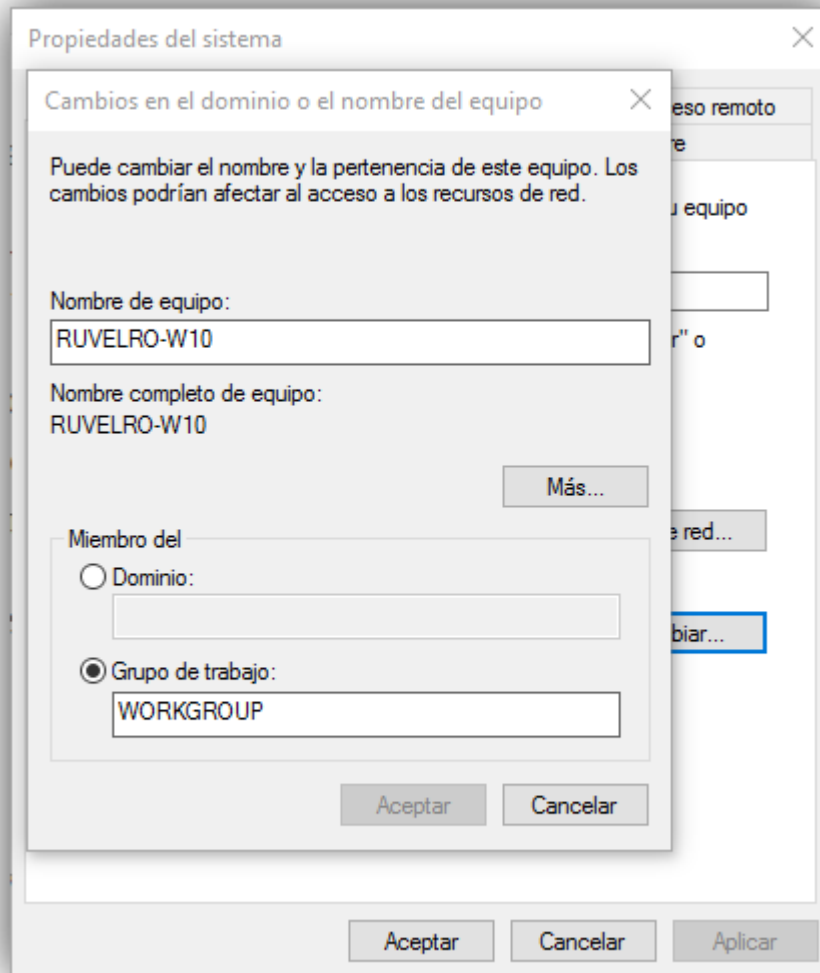 Propiedades del sistema
Cambios en el dominio o el nombre del equipo
eso remoto
re
Puede cambiar el nombre y la pertenencia de este equipo. Los
cambios podrían afectar al acceso a los recursos de red.
u equipo
Nombre de equipo:
RUVELRO-W10
r" o
Nombre completo de equipo:
RUVELRO-W10
Más...
e red...
Miembro del
Dominio:
biar...
Grupo de trabajo:
WORKGROUP
Aceptar Cancelar
Aceptar Cancelar Aplicar